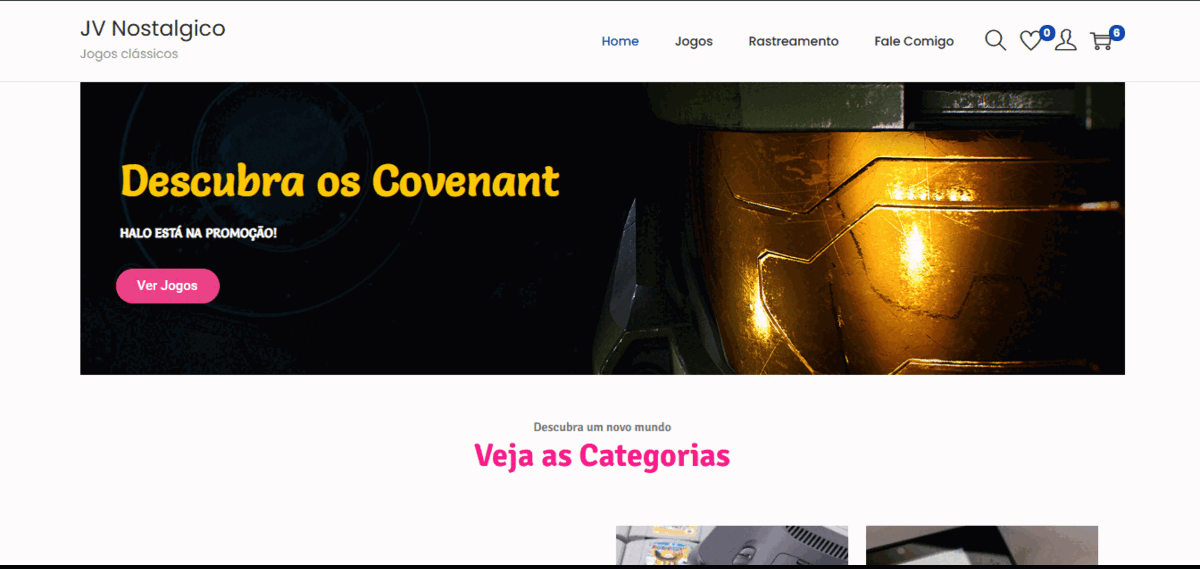 JV Nostalgico
Jogos clássicos
Home
Jogos
Rastreamento
Fale Comigo
0
6
Descubra os Covenant
HALO ESTÁ NA PROMOÇÃO!
Ver Jogos
Descubra um novo mundo
Veja as Categorias